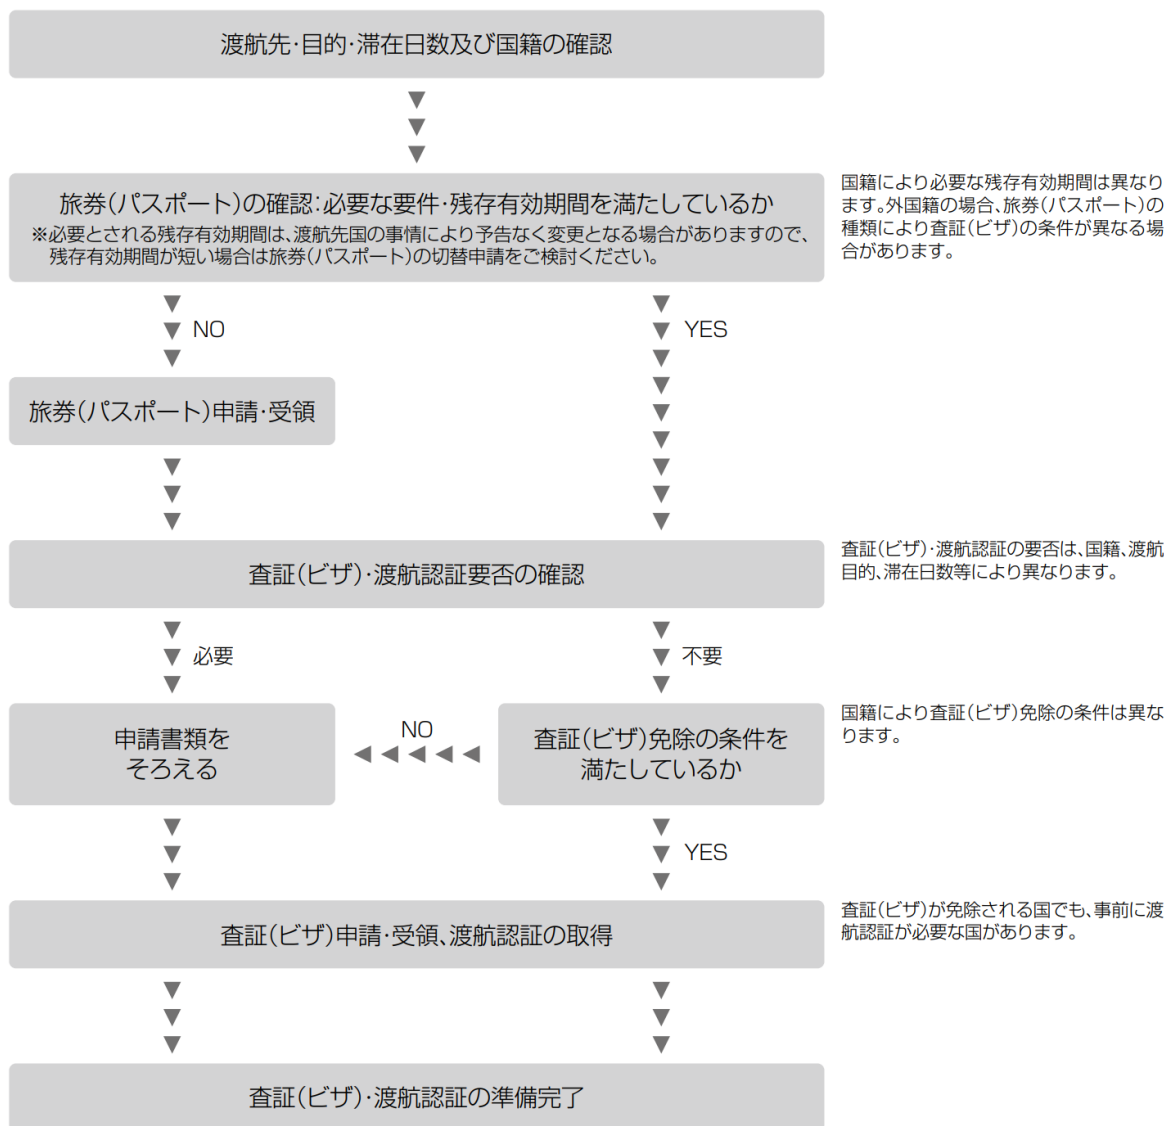 渡航先・目的・滞在日数及び国籍の確認
旅券（パスポート）の確認：必要な要件・残存有効期間を満たしているか
※必要とされる残存有効期間は、渡航先国の事情により予告なく変更となる場合がありますので、
残存有効期間が短い場合は旅券（パスポート）の切替申請をご検討ください。
国籍により必要な残存有効期間は異なり
ます。外国籍の場合、旅券（パスポート）の
種類により査証（ビザ）の条件が異なる場
合があります。
NO
YES
旅券（パスポート）申請・受領
査証（ビザ）・渡航認証要否の確認
査証（ビザ）・渡航認証の要否は、国籍、渡航
目的、滞在日数等により異なります。
必要
不要
申請書類を
そろえる
NO
査証（ビザ）免除の条件を
満たしているか
国籍により査証（ビザ）免除の条件は異な
ります。
YES
査証（ビザ）申請・受領、渡航認証の取得
査証（ビザ）が免除される国でも、事前に渡
航認証が必要な国があります。
査証（ビザ）・渡航認証の準備完了